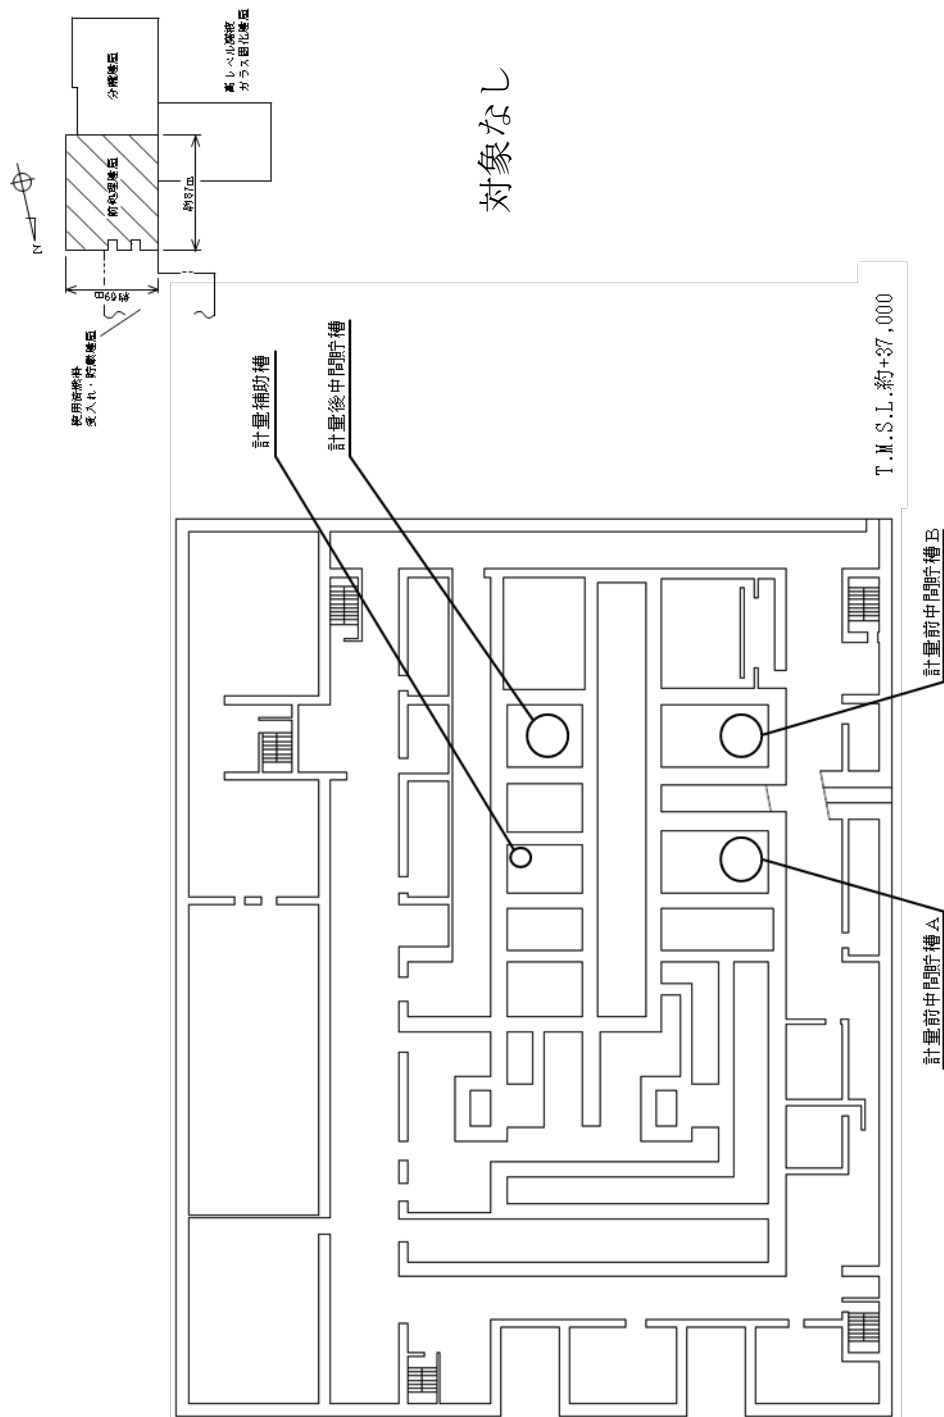 高レベル廃液
ガラス固化建屋
分離建屋
前処理建屋
約87m
約69m
N
使用済燃料
受入れ・貯蔵建屋
対象なし
計量補助槽
計量後中間貯槽
T.M.S.L.約+37,000
計量前中間貯槽B
計量前中間貯槽A